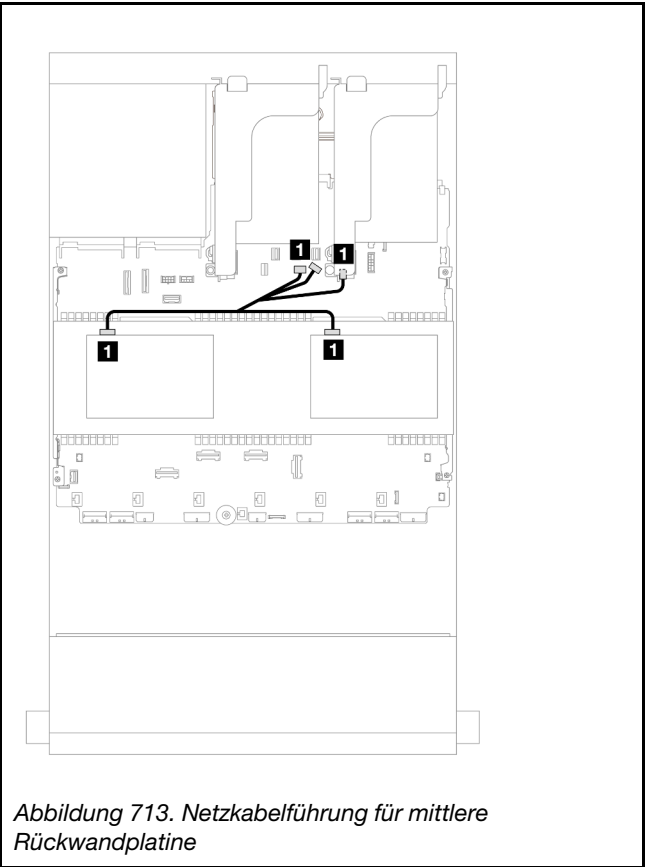 1 1
1 1
Abbildung 713. Netzkabelführung für mittlere
Rückwandplatine